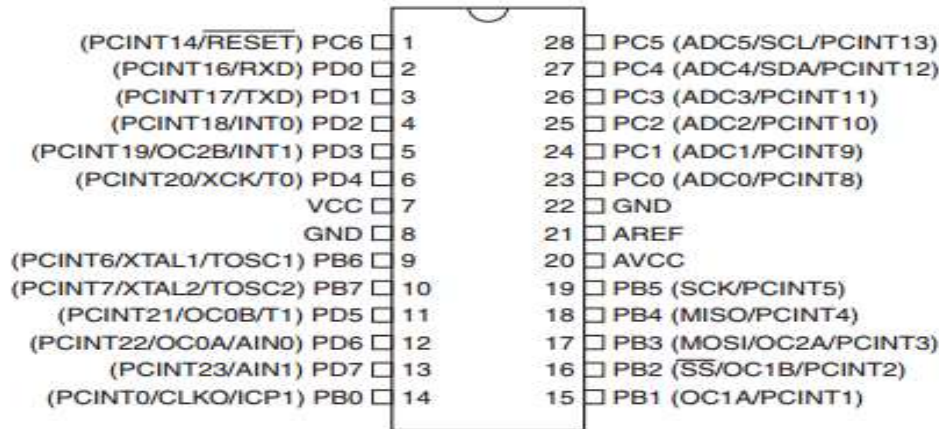 (PCINT14/RESET) PC6 1 28 PC5 (ADC5/SCL/PCINT13)
(PCINT16/RXD) PD0 2 27 PC4 (ADC4/SDA/PCINT12)
(PCINT17/TXD) PD1 3 26 PC3 (ADC3/PCINT11)
(PCINT18/INT0) PD2 4 25 PC2 (ADC2/PCINT10)
(PCINT19/OC2B/INT1) PD3 5 24 PC1 (ADC1/PCINT9)
(PCINT20/XCK/T0) PD4 6 23 PC0 (ADC0/PCINT8)
VCC 7 22 GND
GND 8 21 AREF
(PCINT6/XTAL1/TOSC1) PB6 9 20 AVCC
(PCINT7/XTAL2/TOSC2) PB7 10 19 PB5 (SCK/PCINT5)
(PCINT21/OC0B/T1) PD5 11 18 PB4 (MISO/PCINT4)
(PCINT22/OC0A/AIN0) PD6 12 17 PB3 (MOSI/OC2A/PCINT3)
(PCINT23/AIN1) PD7 13 16 PB2 (SS/OC1B/PCINT2)
(PCINT0/CLKO/ICP1) PB0 14 15 PB1 (OC1A/PCINT1)